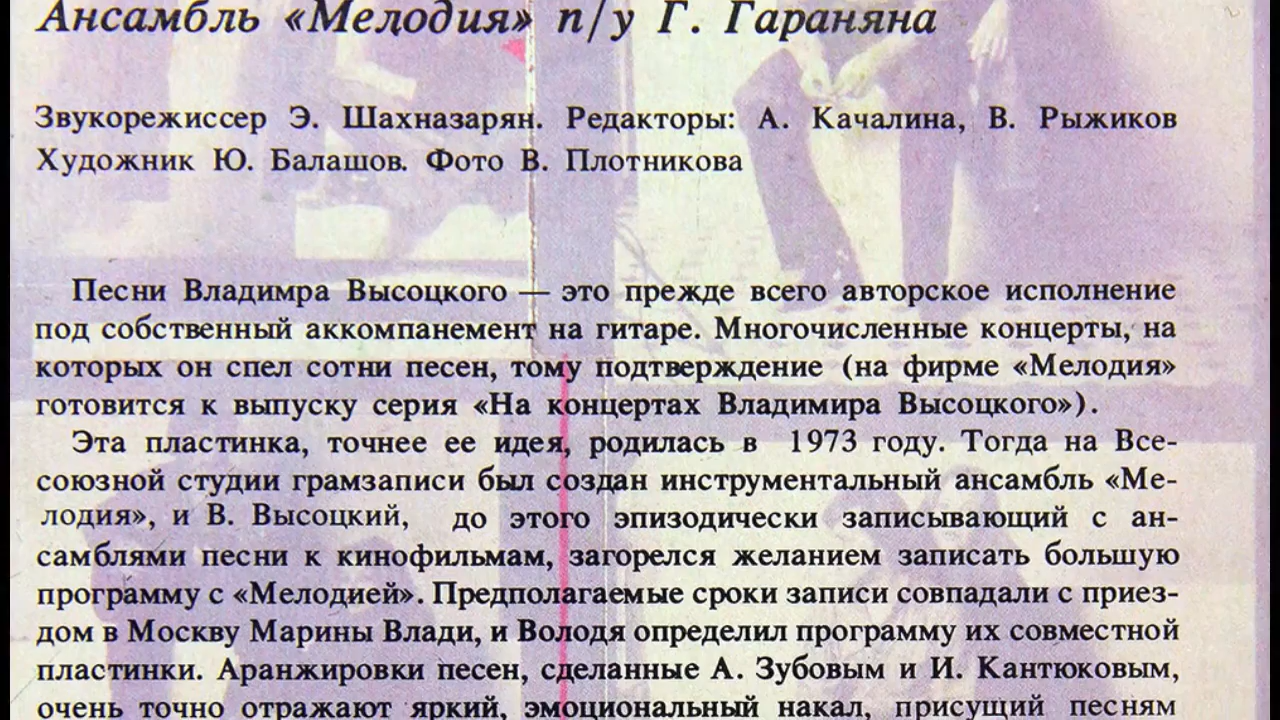 Ансамбль «Мелодия» п/у Г. Гараняна
Звукорежиссер Э. Шахназарян. Редакторы: А. Качалина, В. Рыжиков
Художник Ю. Балашов. Фото В. Плотникова
Песни Владимра Высоцкого — это прежде всего авторское исполнение
под собственный аккомпанемент на гитаре. Многочисленные концерты, на
которых он спел сотни песен, тому подтверждение (на фирме «Мелодия»
готовится к выпуску серия «На концертах Владимира Высоцкого»).
Эта пластинка, точнее ее идея, родилась в 1973 году. Тогда на Все-
союзной студии грамзаписи был создан инструментальный ансамбль «Ме-
лодия», и В. Высоцкий, до этого эпизодически записывающий с ан-
самблями песни к кинофильмам, загорелся желанием записать большую
программу с «Мелодией». Предполагаемые сроки записи совпадали с приез-
дом в Москву Марины Влади, и Володя определил программу их совместной
пластинки. Аранжировки песен, сделанные А. Зубовым и И. Кантюковым,
очень точно отражают яркий, эмоциональный накал, присущий песням